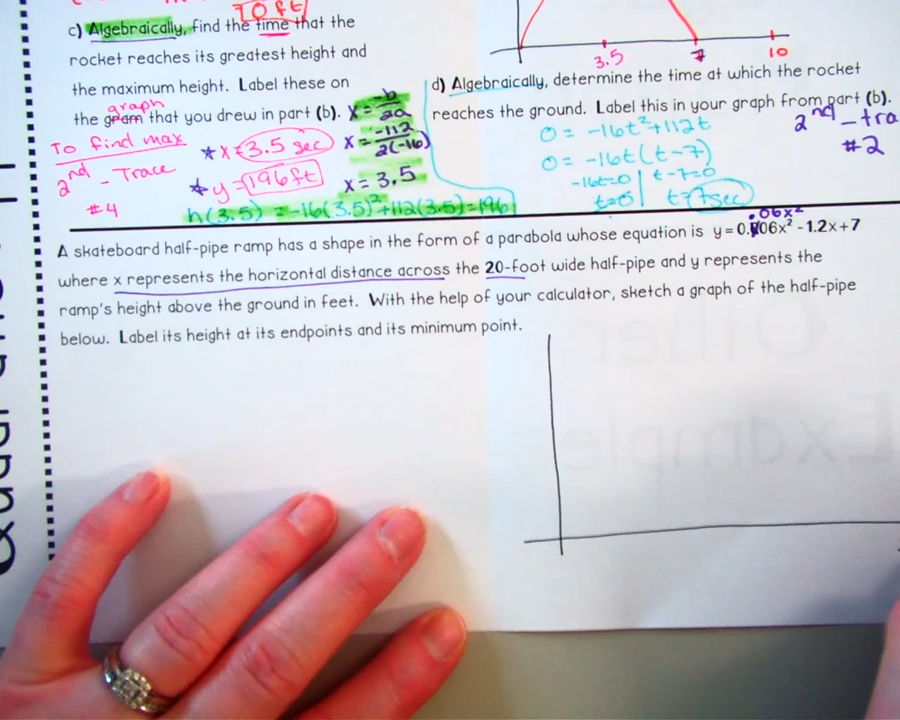 10 ft
c) Algebraically, find the time that the
rocket reaches its greatest height and
the maximum height. Label these on
graph
the gram that you drew in part (b).
To find max
2nd - Trace
#4
★ x = 3.5 sec
★ y = 196 ft
x = -b/2a
x = -112/2(-16)
x = 3.5
h(3.5) = -16(3.5)²+112(3.5)=196
3.5 7 10
d) Algebraically, determine the time at which the rocket
reaches the ground. Label this in your graph from part (b).
0 = -16t²+112t
0 = -16t(t-7)
-16t=0 | t-7=0
t=0 | t=7sec
2nd - tra
#2
.06x²
A skateboard half-pipe ramp has a shape in the form of a parabola whose equation is y = 0.006x² - 1.2x + 7
where x represents the horizontal distance across the 20-foot wide half-pipe and y represents the
ramp's height above the ground in feet. With the help of your calculator, sketch a graph of the half-pipe
below. Label its height at its endpoints and its minimum point.
Other
Examples